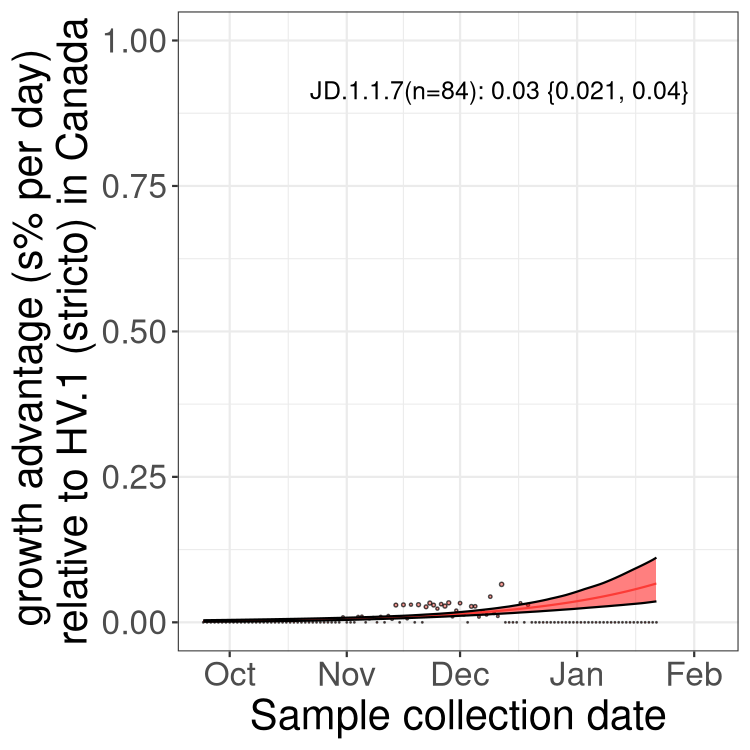 growth advantage (s% per day)
relative to HV.1 (stricto) in Canada
1.00
0.75
0.50
0.25
0.00
JD.1.1.7(n=84): 0.03 {0.021, 0.04}
Oct Nov Dec Jan Feb
Sample collection date